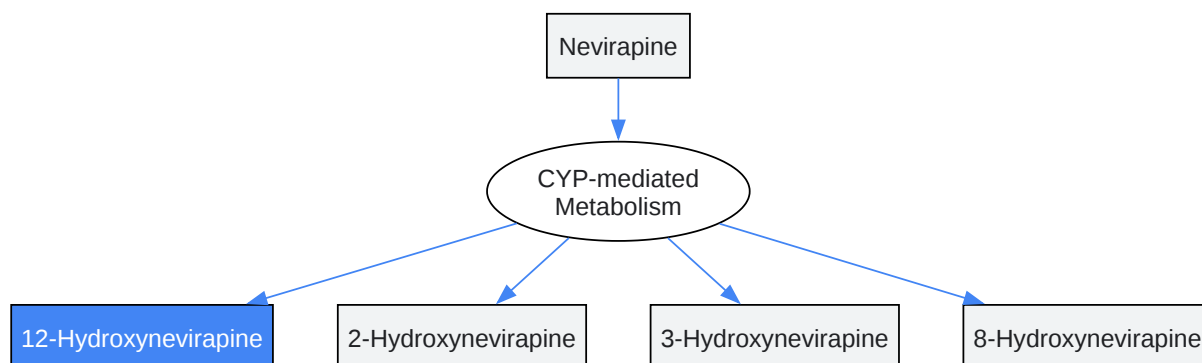 Nevirapine
CYP-mediated
Metabolism
12-Hydroxynevirapine
2-Hydroxynevirapine
3-Hydroxynevirapine
8-Hydroxynevirapine